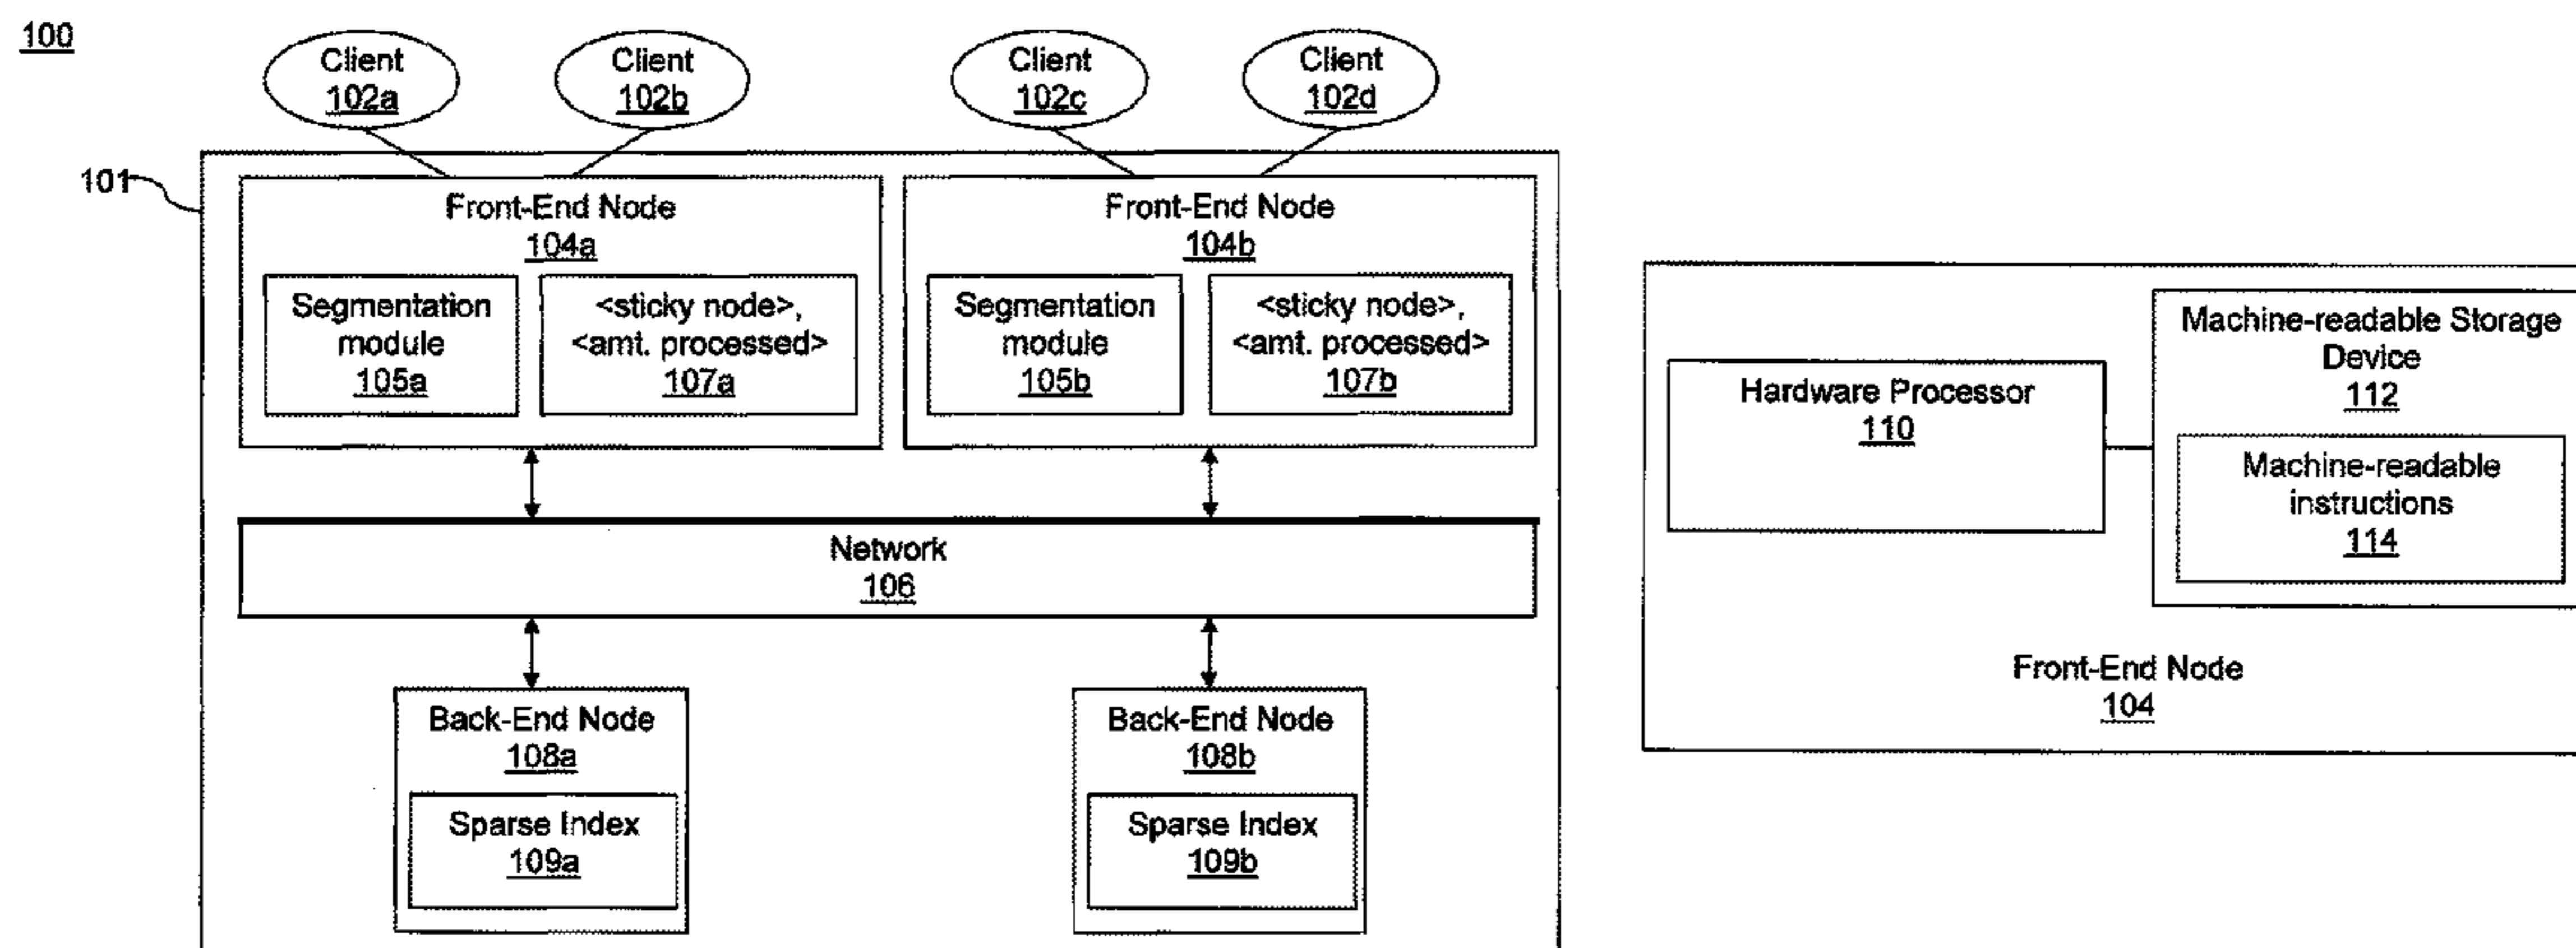 100
Client
102a
Client
102b
Client
102c
Client
102d
101
Front-End Node
104a
Segmentation
module
105a
<sticky node>,
<amt. processed>
107a
Front-End Node
104b
Segmentation
module
105b
<sticky node>,
<amt. processed>
107b
Network
106
Back-End Node
108a
Sparse Index
109a
Back-End Node
108b
Sparse Index
109b
Hardware Processor
110
Machine-readable Storage
Device
112
Machine-readable
instructions
114
Front-End Node
104